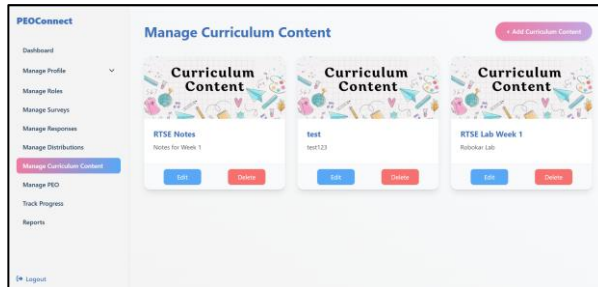 PEOConnect
Dashboard
Manage Profile
Manage Roles
Manage Surveys
Manage Responses
Manage Distributions
Manage Curriculum Content
Manage PEO
Track Progress
Reports
Logout
Manage Curriculum Content
+ Add Curriculum Content
Curriculum
Content
RTSE Notes
Notes for Week 1
Edit
Delete
Curriculum
Content
test
test123
Edit
Delete
Curriculum
Content
RTSE Lab Week 1
Robokar Lab
Edit
Delete